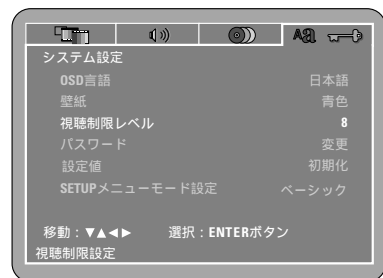 Aあ
システム設定
OSD言語 日本語
壁紙 青色
視聴制限レベル 8
パスワード 変更
設定値 初期化
SETUPメニューモード設定 ベーシック
移動:▼▲◀▶ 選択:ENTERボタン
視聴制限設定